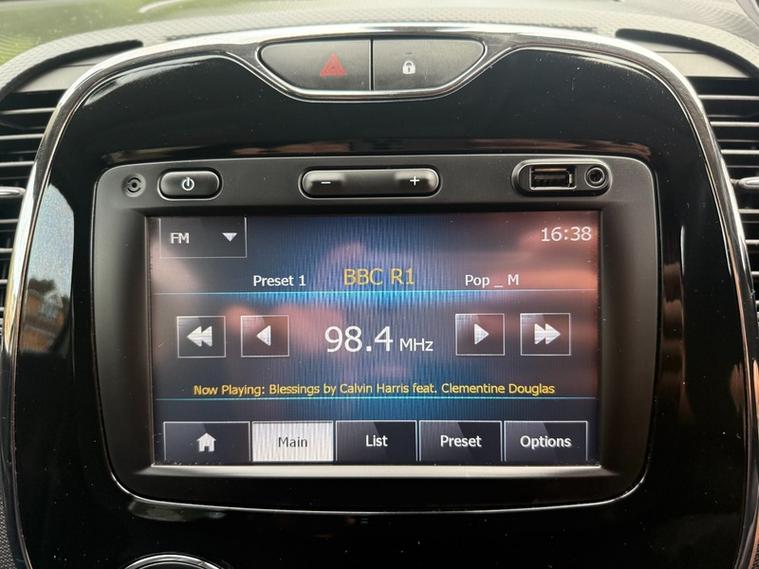 − +
FM
16:38
Preset 1 BBC R1 Pop _ M
98.4 MHz
Now Playing: Blessings by Calvin Harris feat. Clementine Douglas
Main List Preset Options